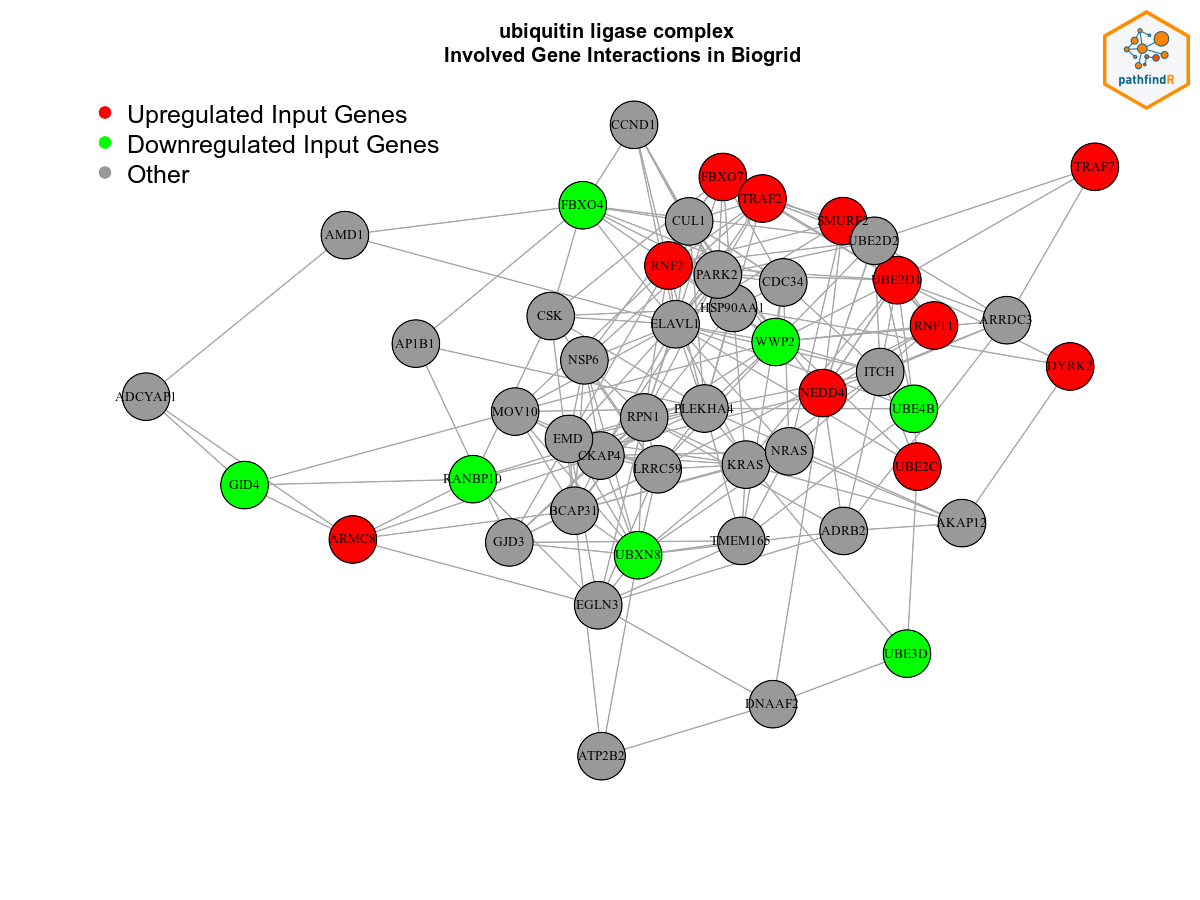 ubiquitin ligase complex
Involved Gene Interactions in Biogrid
pathfindR
Upregulated Input Genes
Downregulated Input Genes
Other
CCND1
FBXO7
TRAF7
TRAF2
FBXO4
CUL1
SMURF2
AMD1
UBE2D2
RNF2
PARK2
CDC34
UBE2D1
HSP90AA1
CSK
ELAVL1
ARRDC3
RNF11
AP1B1
WWP2
NSP6
DYRK2
ITCH
ADCYAP1
NEDD4
MOV10
PLEKHA4
UBE4B
RPN1
EMD
NRAS
CKAP4
LRRC59
KRAS
UBE2C
GID4
RANBP10
BCAP31
AKAP12
ADRB2
ARMC8
GJD3
TMEM165
UBXN8
EGLN3
UBE3D
DNAAF2
ATP2B2